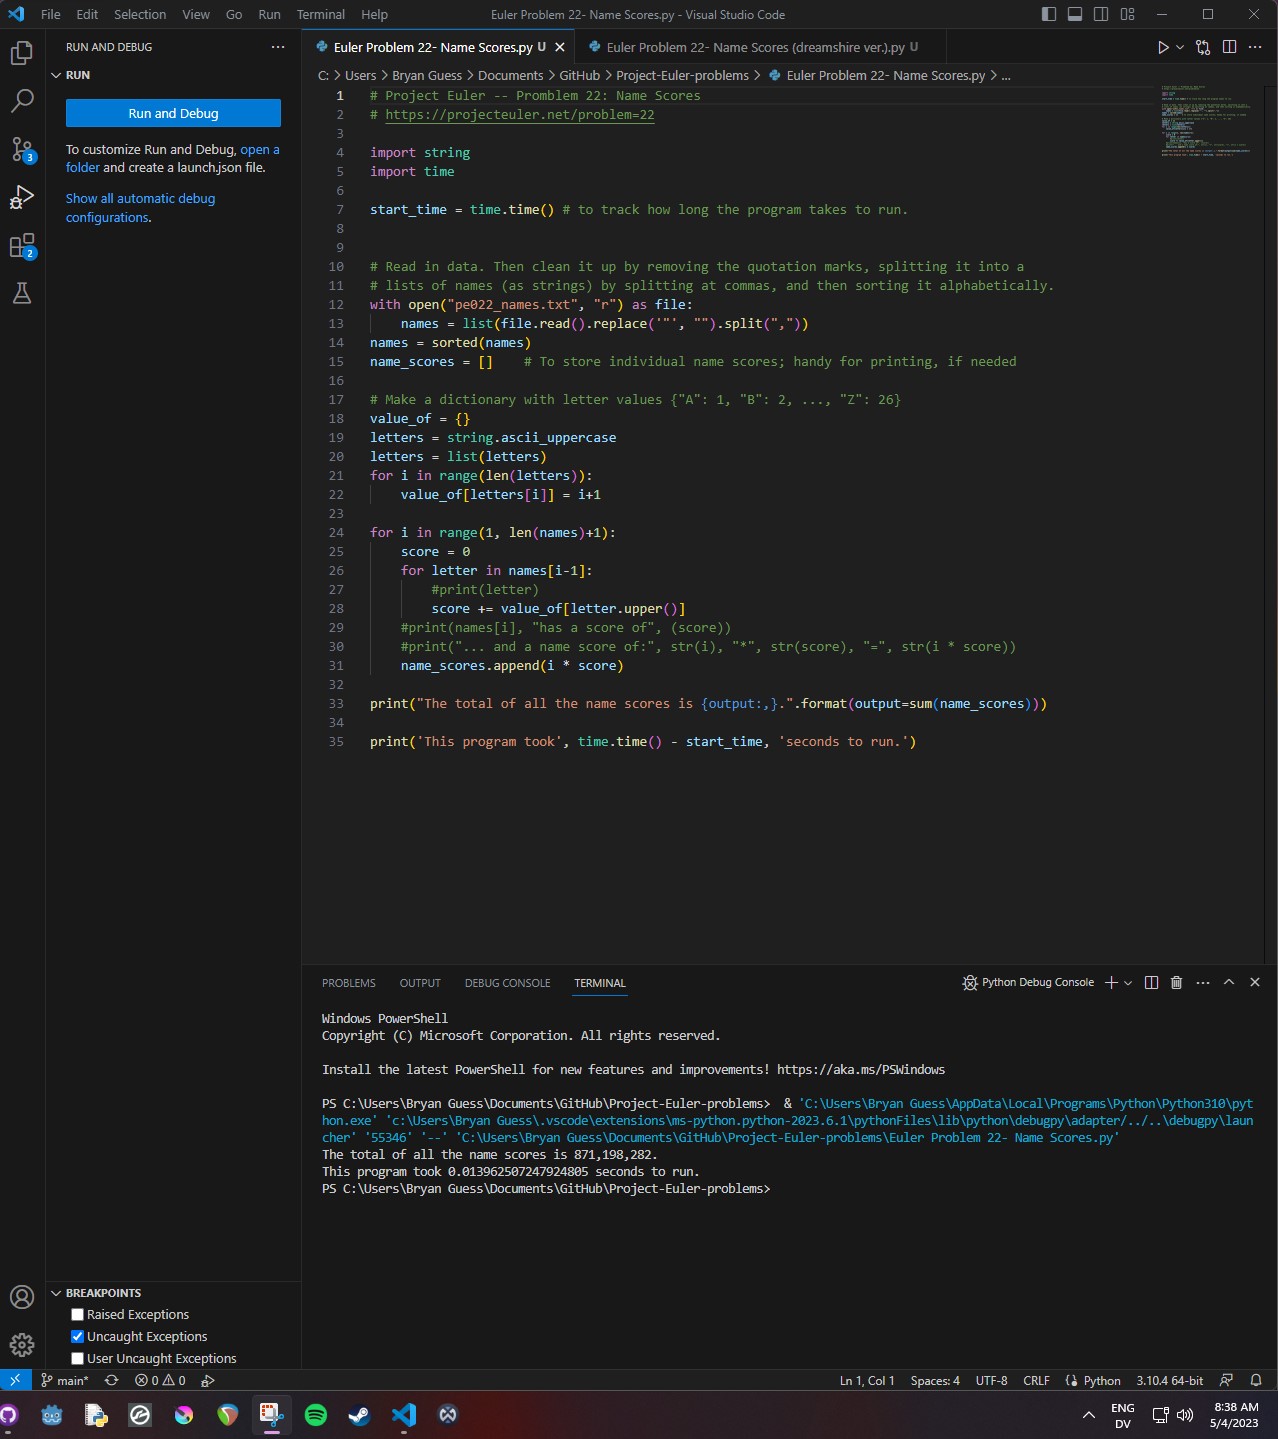 File Edit Selection View Go Run Terminal Help
Euler Problem 22- Name Scores.py - Visual Studio Code
RUN AND DEBUG
RUN
Run and Debug
To customize Run and Debug, open a
folder and create a launch.json file.
Show all automatic debug
configurations.
3
2
Euler Problem 22- Name Scores.py U
Euler Problem 22- Name Scores (dreamshire ver.).py U
C: > Users > Bryan Guess > Documents > GitHub > Project-Euler-problems > Euler Problem 22- Name Scores.py > ...
1 # Project Euler -- Promblem 22: Name Scores
2 # https://projecteuler.net/problem=22
3
4 import string
5 import time
6
7 start_time = time.time() # to track how long the program takes to run.
8
9
10 # Read in data. Then clean it up by removing the quotation marks, splitting it into a
11 # lists of names (as strings) by splitting at commas, and then sorting it alphabetically.
12 with open("pe022_names.txt", "r") as file:
13     names = list(file.read().replace('"', "").split(","))
14 names = sorted(names)
15 name_scores = []    # To store individual name scores; handy for printing, if needed
16
17 # Make a dictionary with letter values {"A": 1, "B": 2, ..., "Z": 26}
18 value_of = {}
19 letters = string.ascii_uppercase
20 letters = list(letters)
21 for i in range(len(letters)):
22     value_of[letters[i]] = i+1
23
24 for i in range(1, len(names)+1):
25     score = 0
26     for letter in names[i-1]:
27         #print(letter)
28         score += value_of[letter.upper()]
29     #print(names[i], "has a score of", (score))
30     #print("... and a name score of:", str(i), "*", str(score), "=", str(i * score))
31     name_scores.append(i * score)
32
33 print("The total of all the name scores is {output:,}.".format(output=sum(name_scores)))
34
35 print('This program took', time.time() - start_time, 'seconds to run.')
PROBLEMS OUTPUT DEBUG CONSOLE TERMINAL
Python Debug Console
Windows PowerShell
Copyright (C) Microsoft Corporation. All rights reserved.
Install the latest PowerShell for new features and improvements! https://aka.ms/PSWindows
PS C:\Users\Bryan Guess\Documents\GitHub\Project-Euler-problems>  & 'C:\Users\Bryan Guess\AppData\Local\Programs\Python\Python310\pyt
hon.exe' 'c:\Users\Bryan Guess\.vscode\extensions\ms-python.python-2023.6.1\pythonFiles\lib\python\debugpy\adapter/../..\debugpy\laun
cher' '55346' '--' 'C:\Users\Bryan Guess\Documents\GitHub\Project-Euler-problems\Euler Problem 22- Name Scores.py'
The total of all the name scores is 871,198,282.
This program took 0.013962507247924805 seconds to run.
PS C:\Users\Bryan Guess\Documents\GitHub\Project-Euler-problems>
BREAKPOINTS
Raised Exceptions
Uncaught Exceptions
User Uncaught Exceptions
main* 0 0
Ln 1, Col 1 Spaces: 4 UTF-8 CRLF Python 3.10.4 64-bit
ENG
DV
8:38 AM
5/4/2023